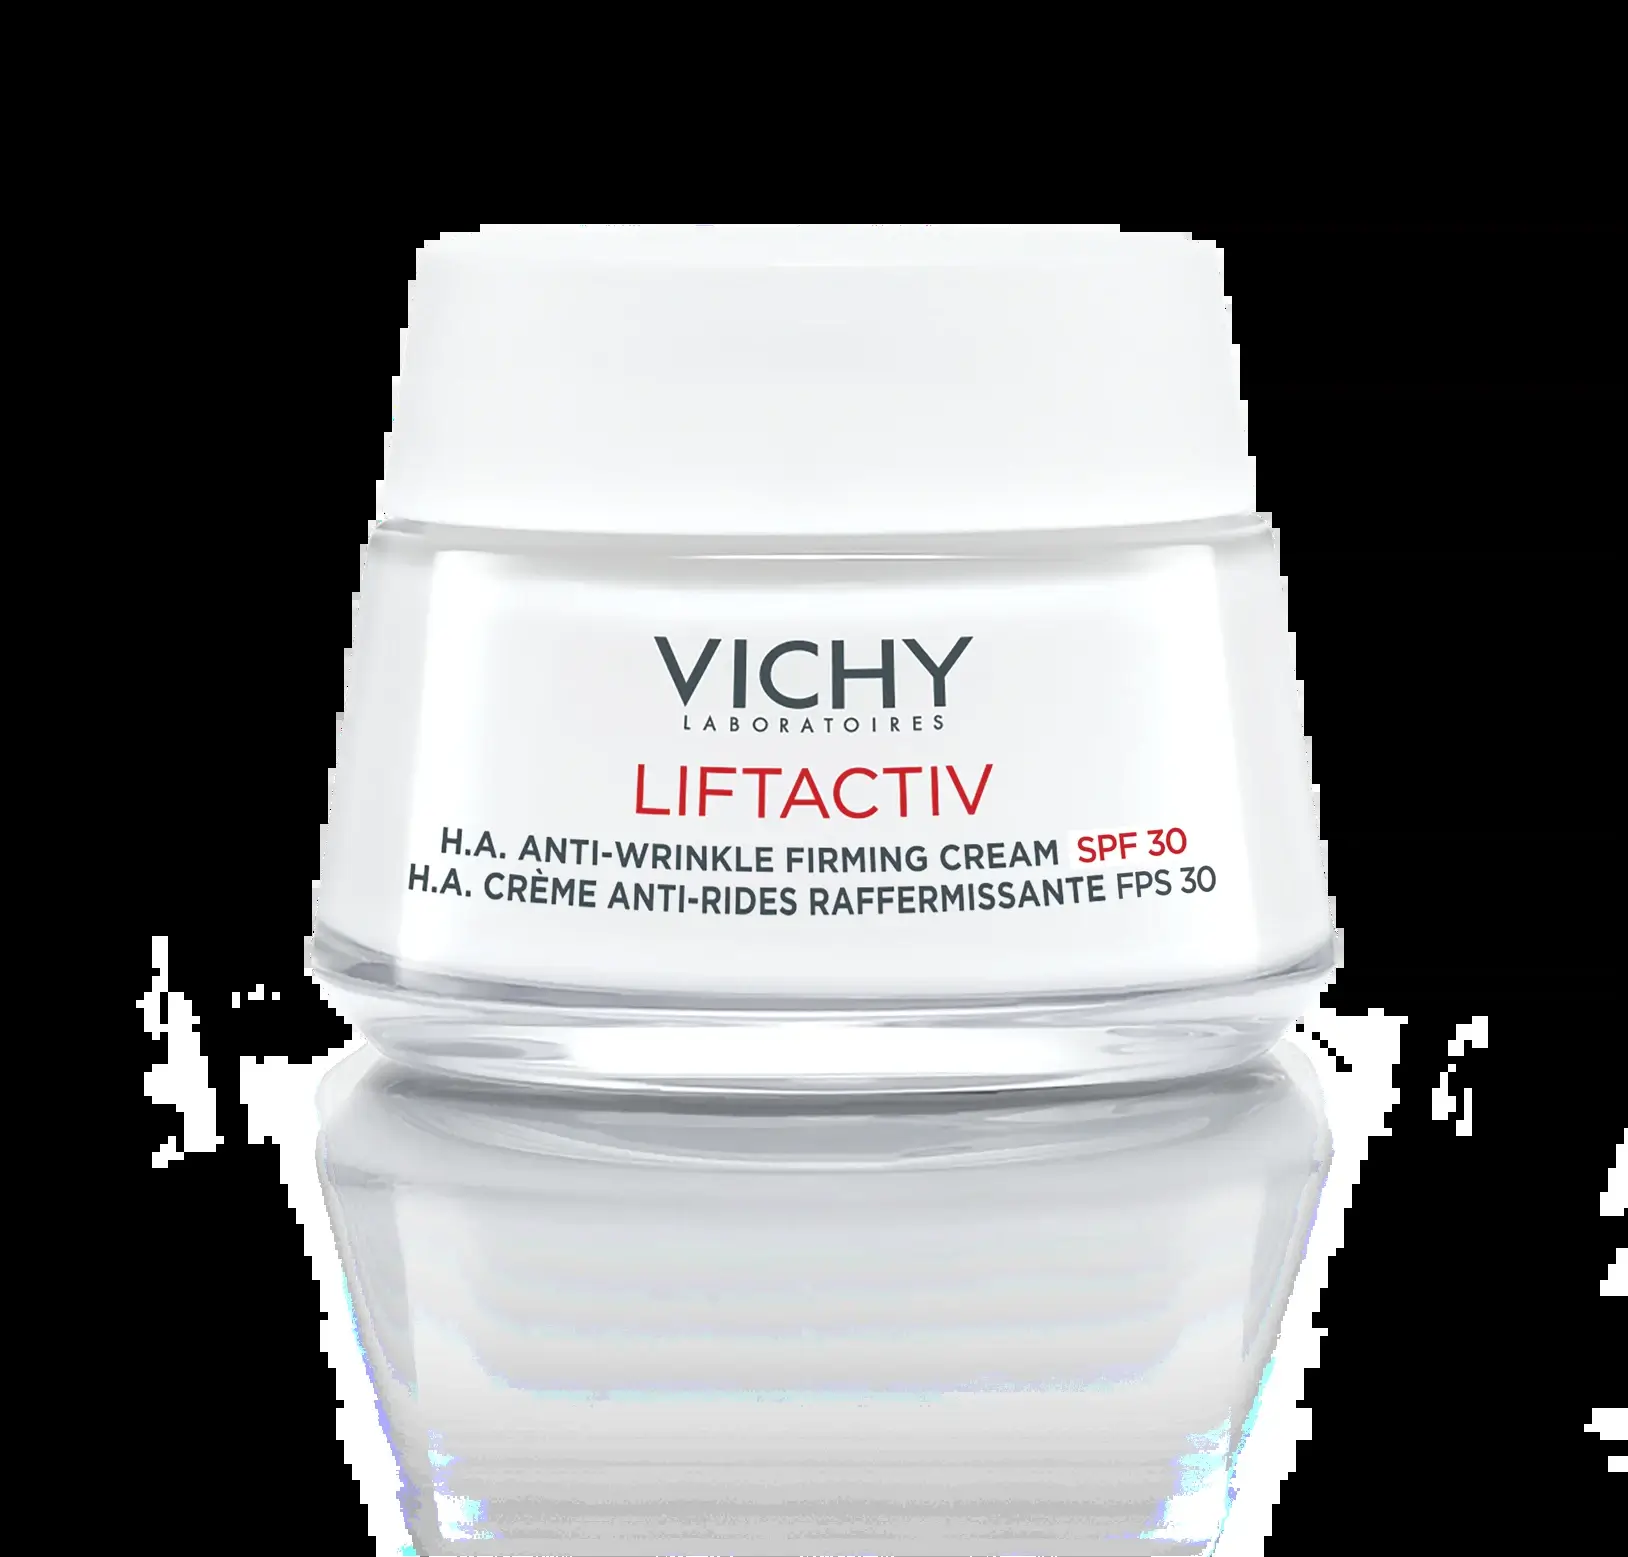 VICHY
LABORATOIRES
LIFTACTIV
H.A. ANTI-WRINKLE FIRMING CREAM SPF 30
H.A. CRÈME ANTI-RIDES RAFFERMISSANTE FPS 30